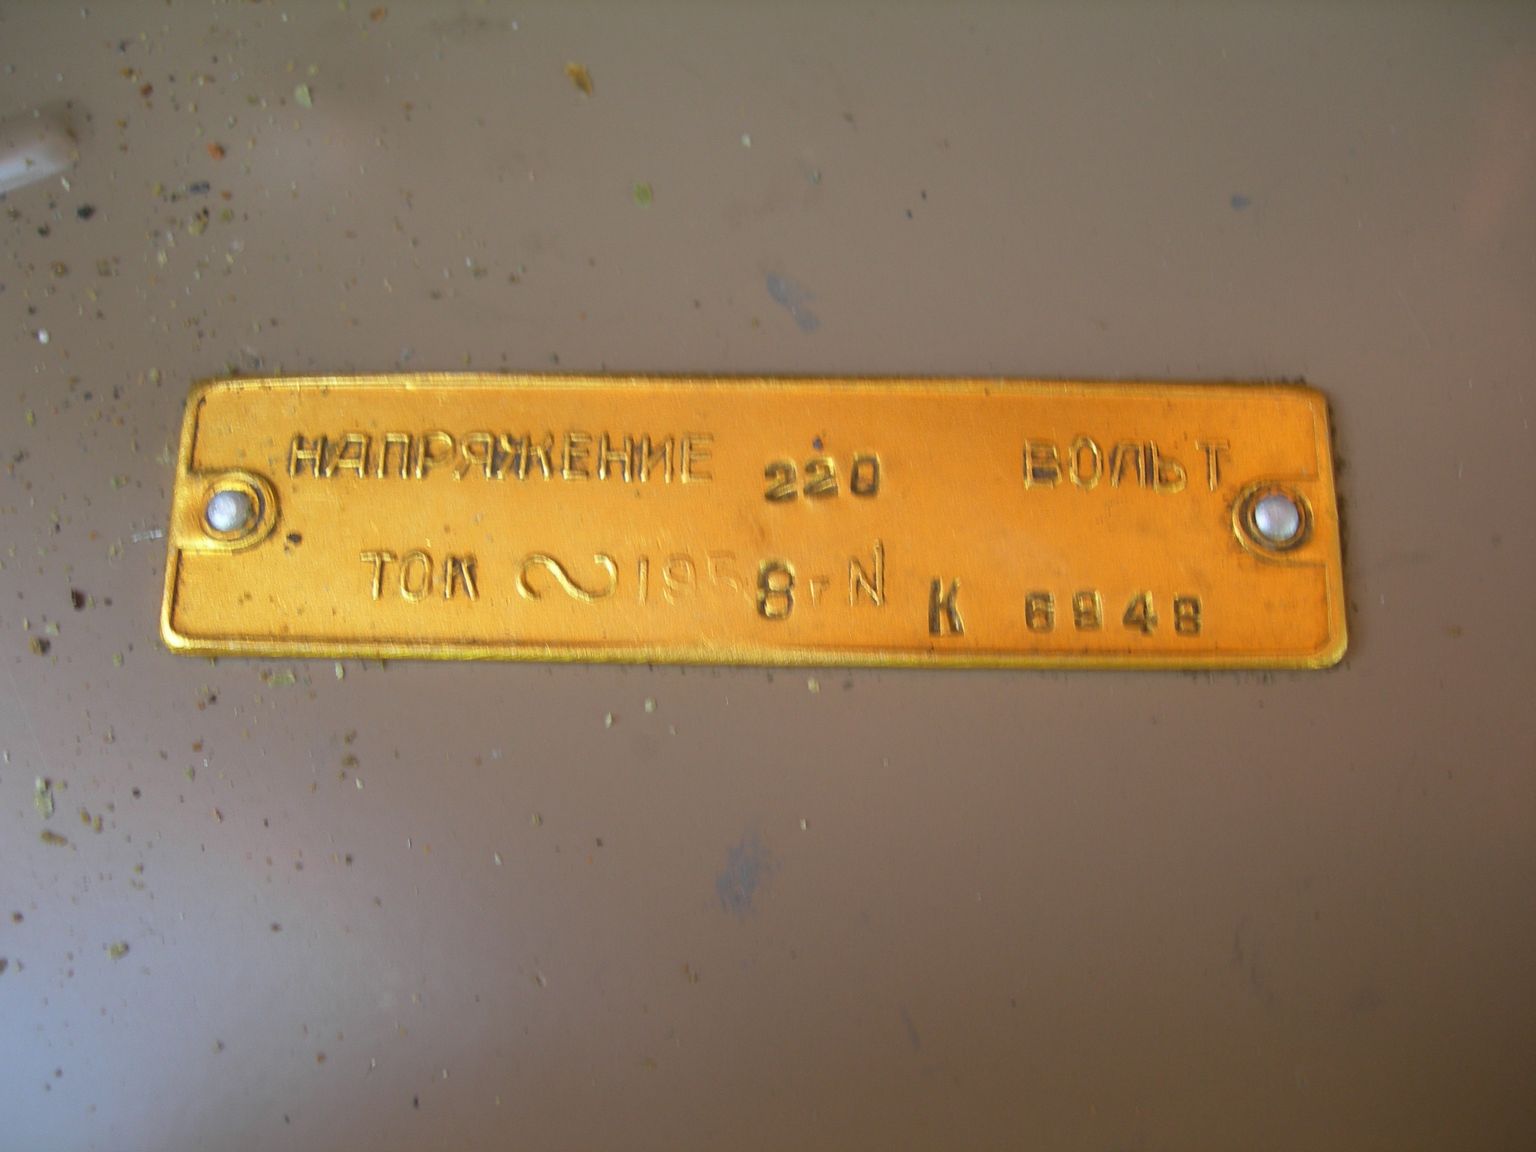 НАПРЯЖЕНИЕ 220 ВОЛЬТ
ТОК ∾ 1958 г N К 6948